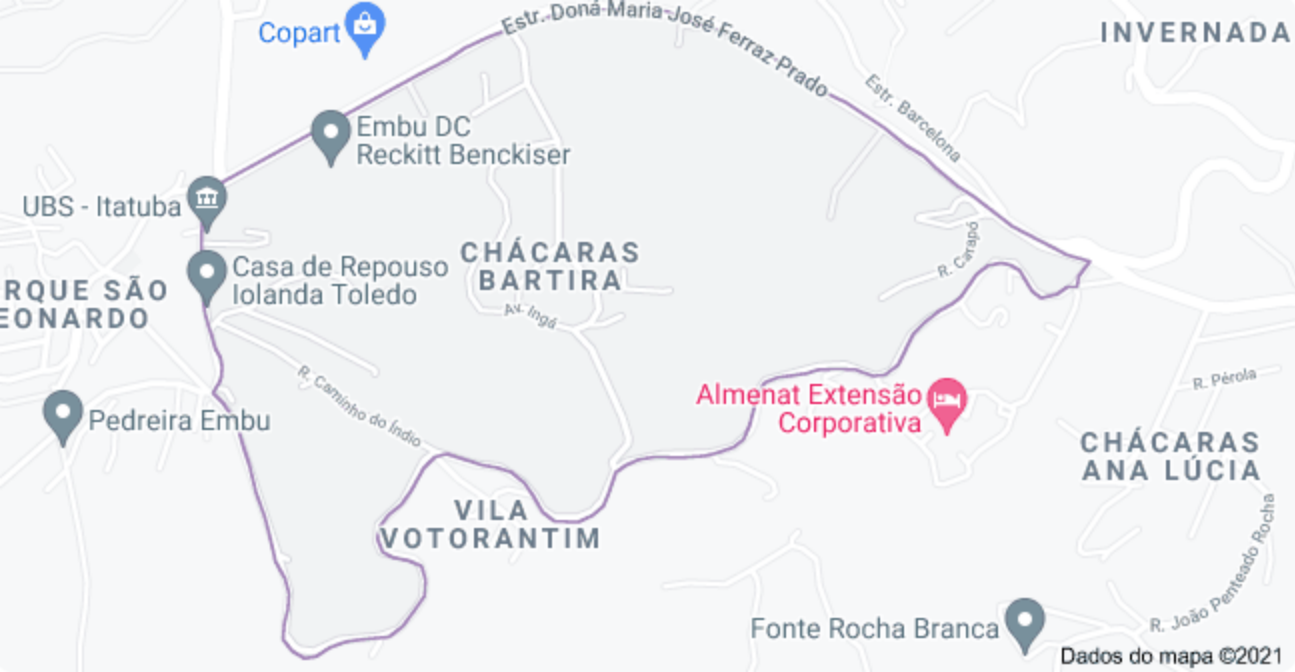 Estr. Doná Maria José Ferraz Prado
Copart
INVERNADA
Estr. Barcelona
Embu DC
Reckitt Benckiser
UBS - Itatuba
CHÁCARAS
BARTIRA
R. Carapó
Casa de Repouso
Iolanda Toledo
RQUE SÃO
EONARDO
Av. Ingá
R. Caminho do Índio
R. Pérola
Almenat Extensão
Corporativa
Pedreira Embu
CHÁCARAS
ANA LÚCIA
VILA
VOTORANTIM
R. João Penteado Rocha
Fonte Rocha Branca
Dados do mapa ©2021